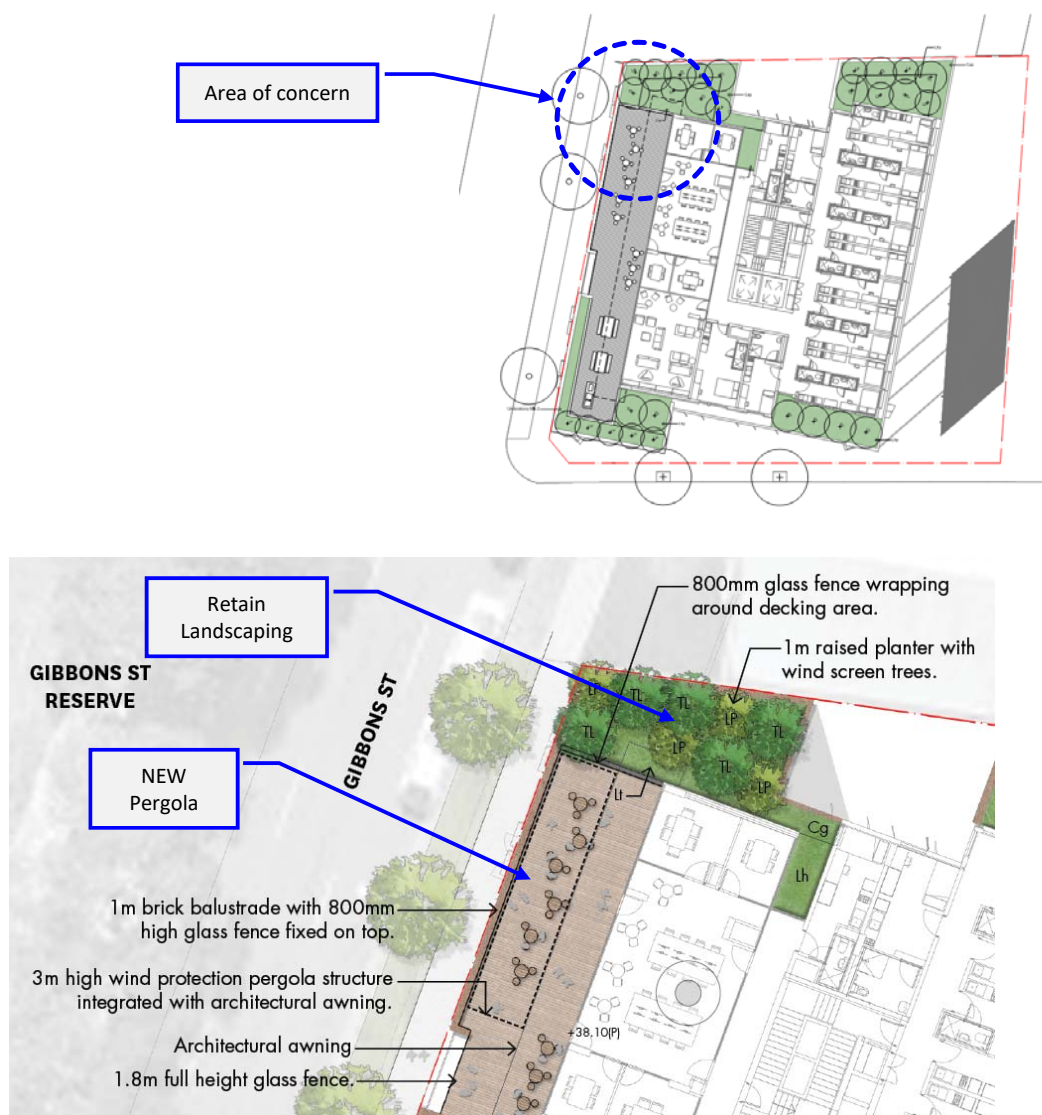 Area of concern
Retain
Landscaping
800mm glass fence wrapping
around decking area.
1m raised planter with
wind screen trees.
GIBBONS ST
RESERVE
GIBBONS ST
NEW
Pergola
LP
TL
TL
LP
TL
TL
LP
TL
LP
Lt
Cg
Lh
1m brick balustrade with 800mm
high glass fence fixed on top.
3m high wind protection pergola structure
integrated with architectural awning.
+38.10(P)
Architectural awning
1.8m full height glass fence.